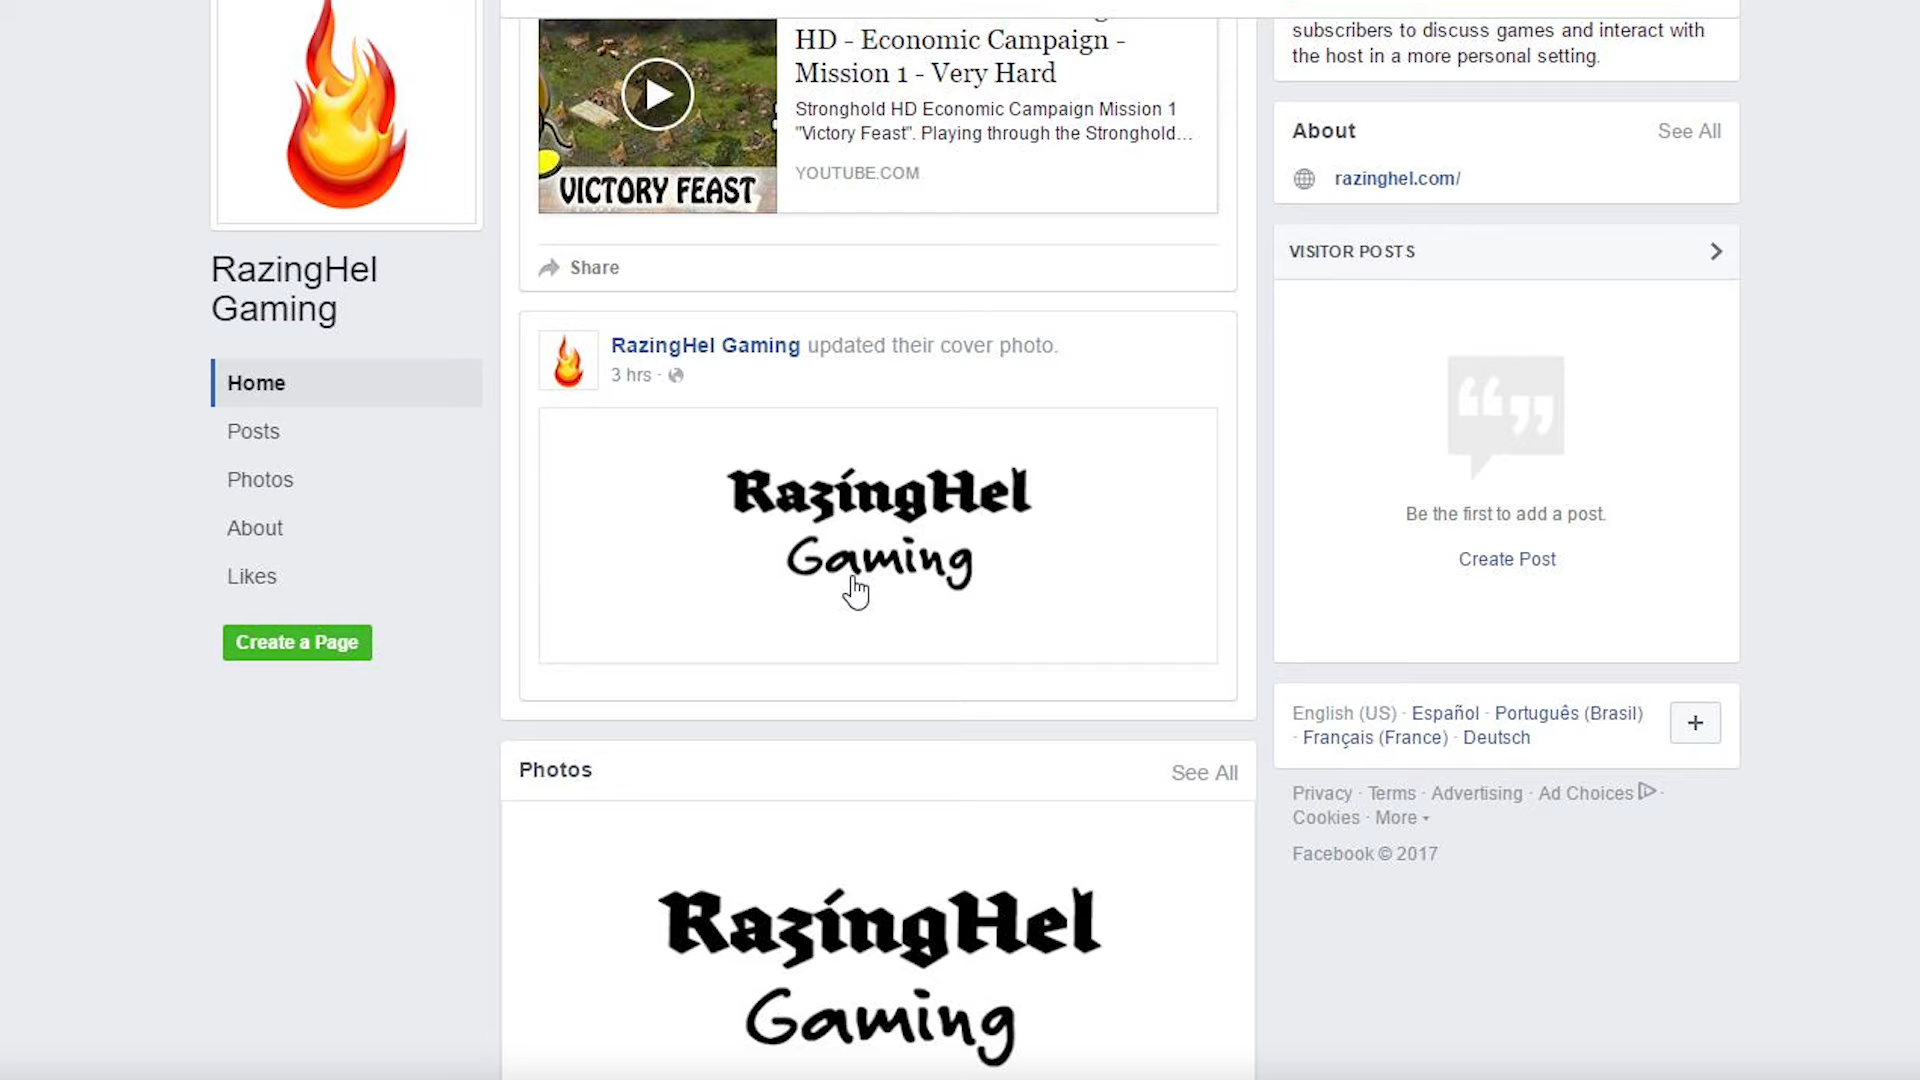 RazingHel
Gaming
Home
Posts
Photos
About
Likes
Create a Page
HD - Economic Campaign -
Mission 1 - Very Hard
Stronghold HD Economic Campaign Mission 1
"Victory Feast". Playing through the Stronghold...
YOUTUBE.COM
VICTORY FEAST
Share
RazingHel Gaming updated their cover photo.
3 hrs ·
RazingHel
Gaming
Photos
See All
RazingHel
Gaming
subscribers to discuss games and interact with
the host in a more personal setting.
About
See All
razinghel.com/
VISITOR POSTS
Be the first to add a post.
Create Post
English (US) · Español · Português (Brasil)
· Français (France) · Deutsch
+
Privacy · Terms · Advertising · Ad Choices ·
Cookies · More
Facebook © 2017